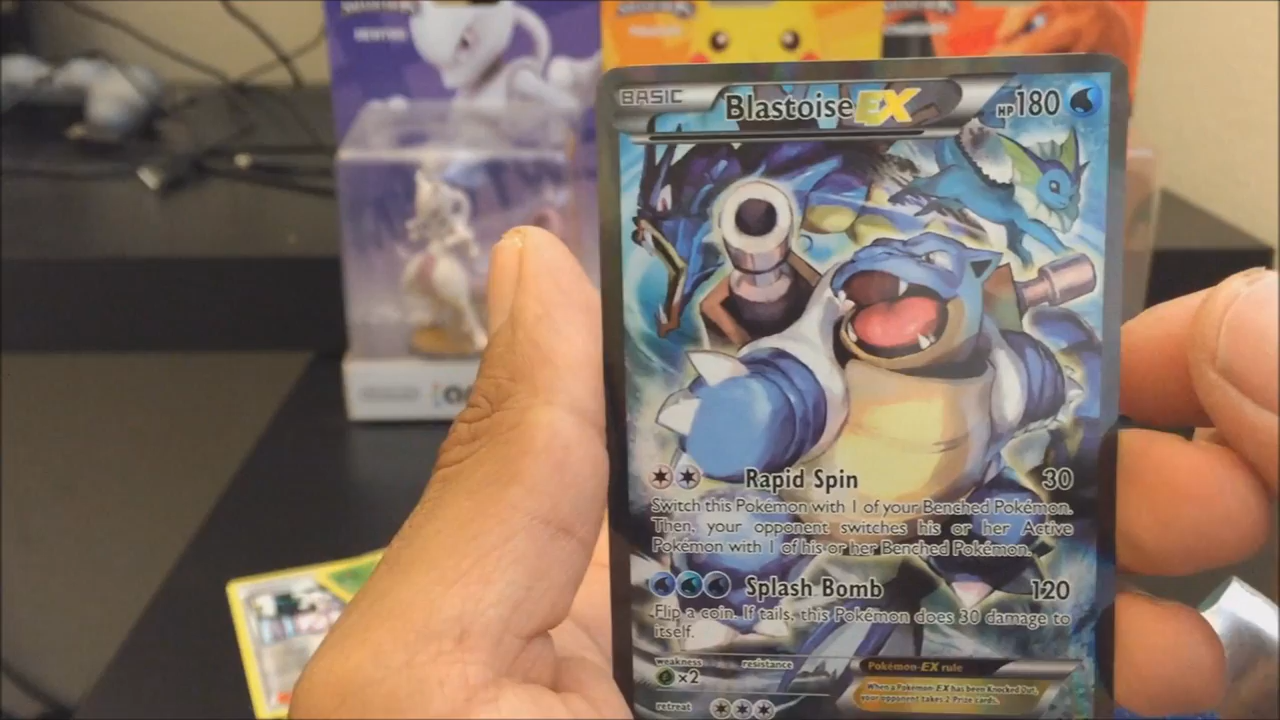 MEWTWO
BASIC Blastoise EX HP180
Rapid Spin 30
Switch this Pokémon with 1 of your Benched Pokémon.
Then, your opponent switches his or her Active
Pokémon with 1 of his or her Benched Pokémon.
Splash Bomb 120
Flip a coin. If tails, this Pokémon does 30 damage to
itself.
weakness resistance
×2
retreat
Pokémon-EX rule
When a Pokémon-EX has been Knocked Out,
your opponent takes 2 Prize cards.